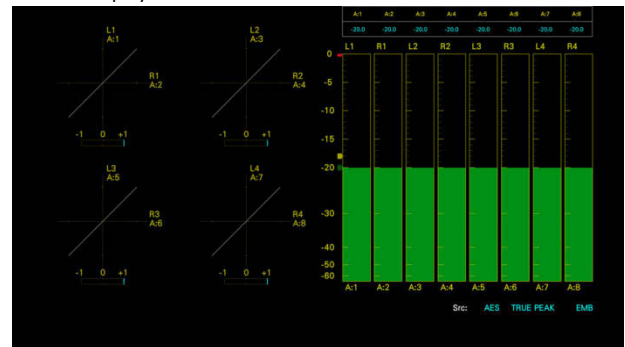 A:1 A:2 A:3 A:4 A:5 A:6 A:7 A:8
-20.0 -20.0 -20.0 -20.0 -20.0 -20.0 -20.0 -20.0
L1 R1 L2 R2 L3 R3 L4 R4
0
-5
-10
-15
-20
-30
-40
-50
-60
A:1 A:2 A:3 A:4 A:5 A:6 A:7 A:8
Src: AES TRUE PEAK EMB
L1
A:1
R1
A:2
-1 0 +1
L2
A:3
R2
A:4
-1 0 +1
L3
A:5
R3
A:6
-1 0 +1
L4
A:7
R4
A:8
-1 0 +1